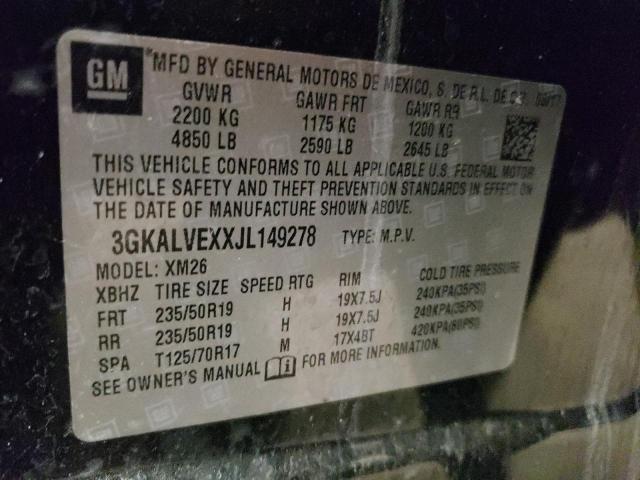 GM
*MFD BY GENERAL MOTORS DE MEXICO, S. DE R.L. DE C.V.
GVWR GAWR FRT GAWR RR
2200 KG 1175 KG 1200 KG
4850 LB 2590 LB 2645 LB
THIS VEHICLE CONFORMS TO ALL APPLICABLE U.S. FEDERAL MOTOR
VEHICLE SAFETY AND THEFT PREVENTION STANDARDS IN EFFECT ON
THE DATE OF MANUFACTURE SHOWN ABOVE.
3GKALVEXXJL149278 TYPE: M.P.V.
MODEL: XM26
XBHZ TIRE SIZE SPEED RTG RIM COLD TIRE PRESSURE
FRT 235/50R19 H 19X7.5J 240KPA(35PSI)
RR 235/50R19 H 19X7.5J 240KPA(35PSI)
SPA T125/70R17 M 17X4BT 420KPA(60PSI)
SEE OWNER'S MANUAL FOR MORE INFORMATION.